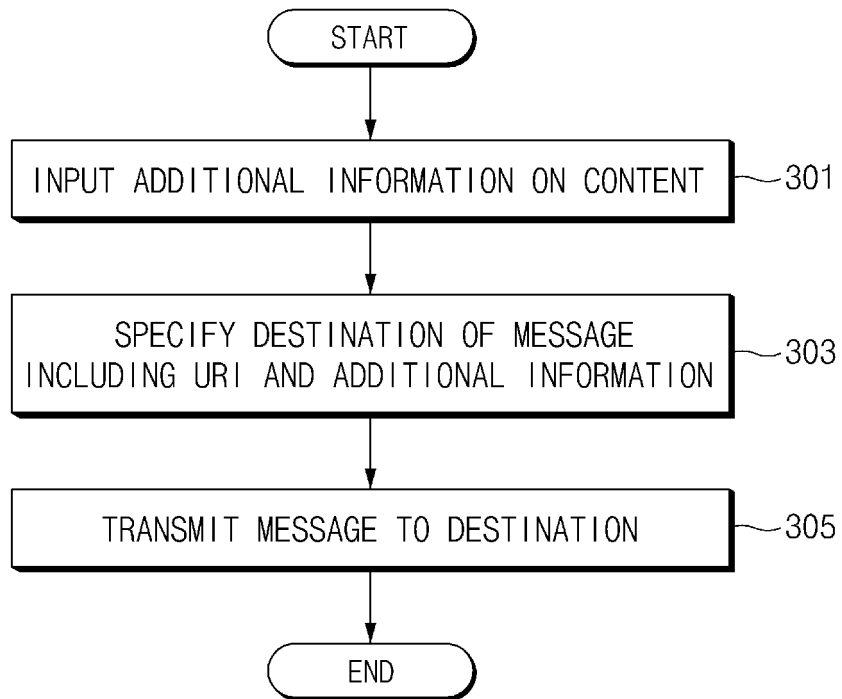 START
INPUT ADDITIONAL INFORMATION ON CONTENT
301
SPECIFY DESTINATION OF MESSAGE
INCLUDING URI AND ADDITIONAL INFORMATION
303
TRANSMIT MESSAGE TO DESTINATION
305
END